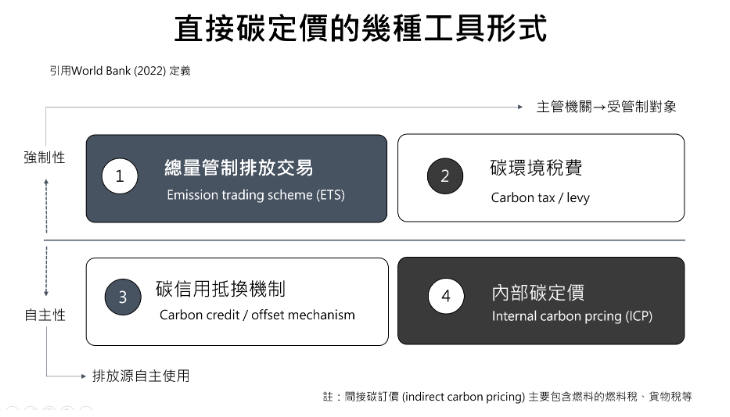 直接碳定價的幾種工具形式
引用World Bank (2022) 定義
主管機關→受管制對象
強制性
1
總量管制排放交易
Emission trading scheme (ETS)
2
碳環境稅費
Carbon tax / levy
3
碳信用抵換機制
Carbon credit / offset mechanism
4
內部碳定價
Internal carbon prcing (ICP)
自主性
排放源自主使用
註：間接碳訂價 (indirect carbon pricing) 主要包含燃料的燃料稅、貨物稅等